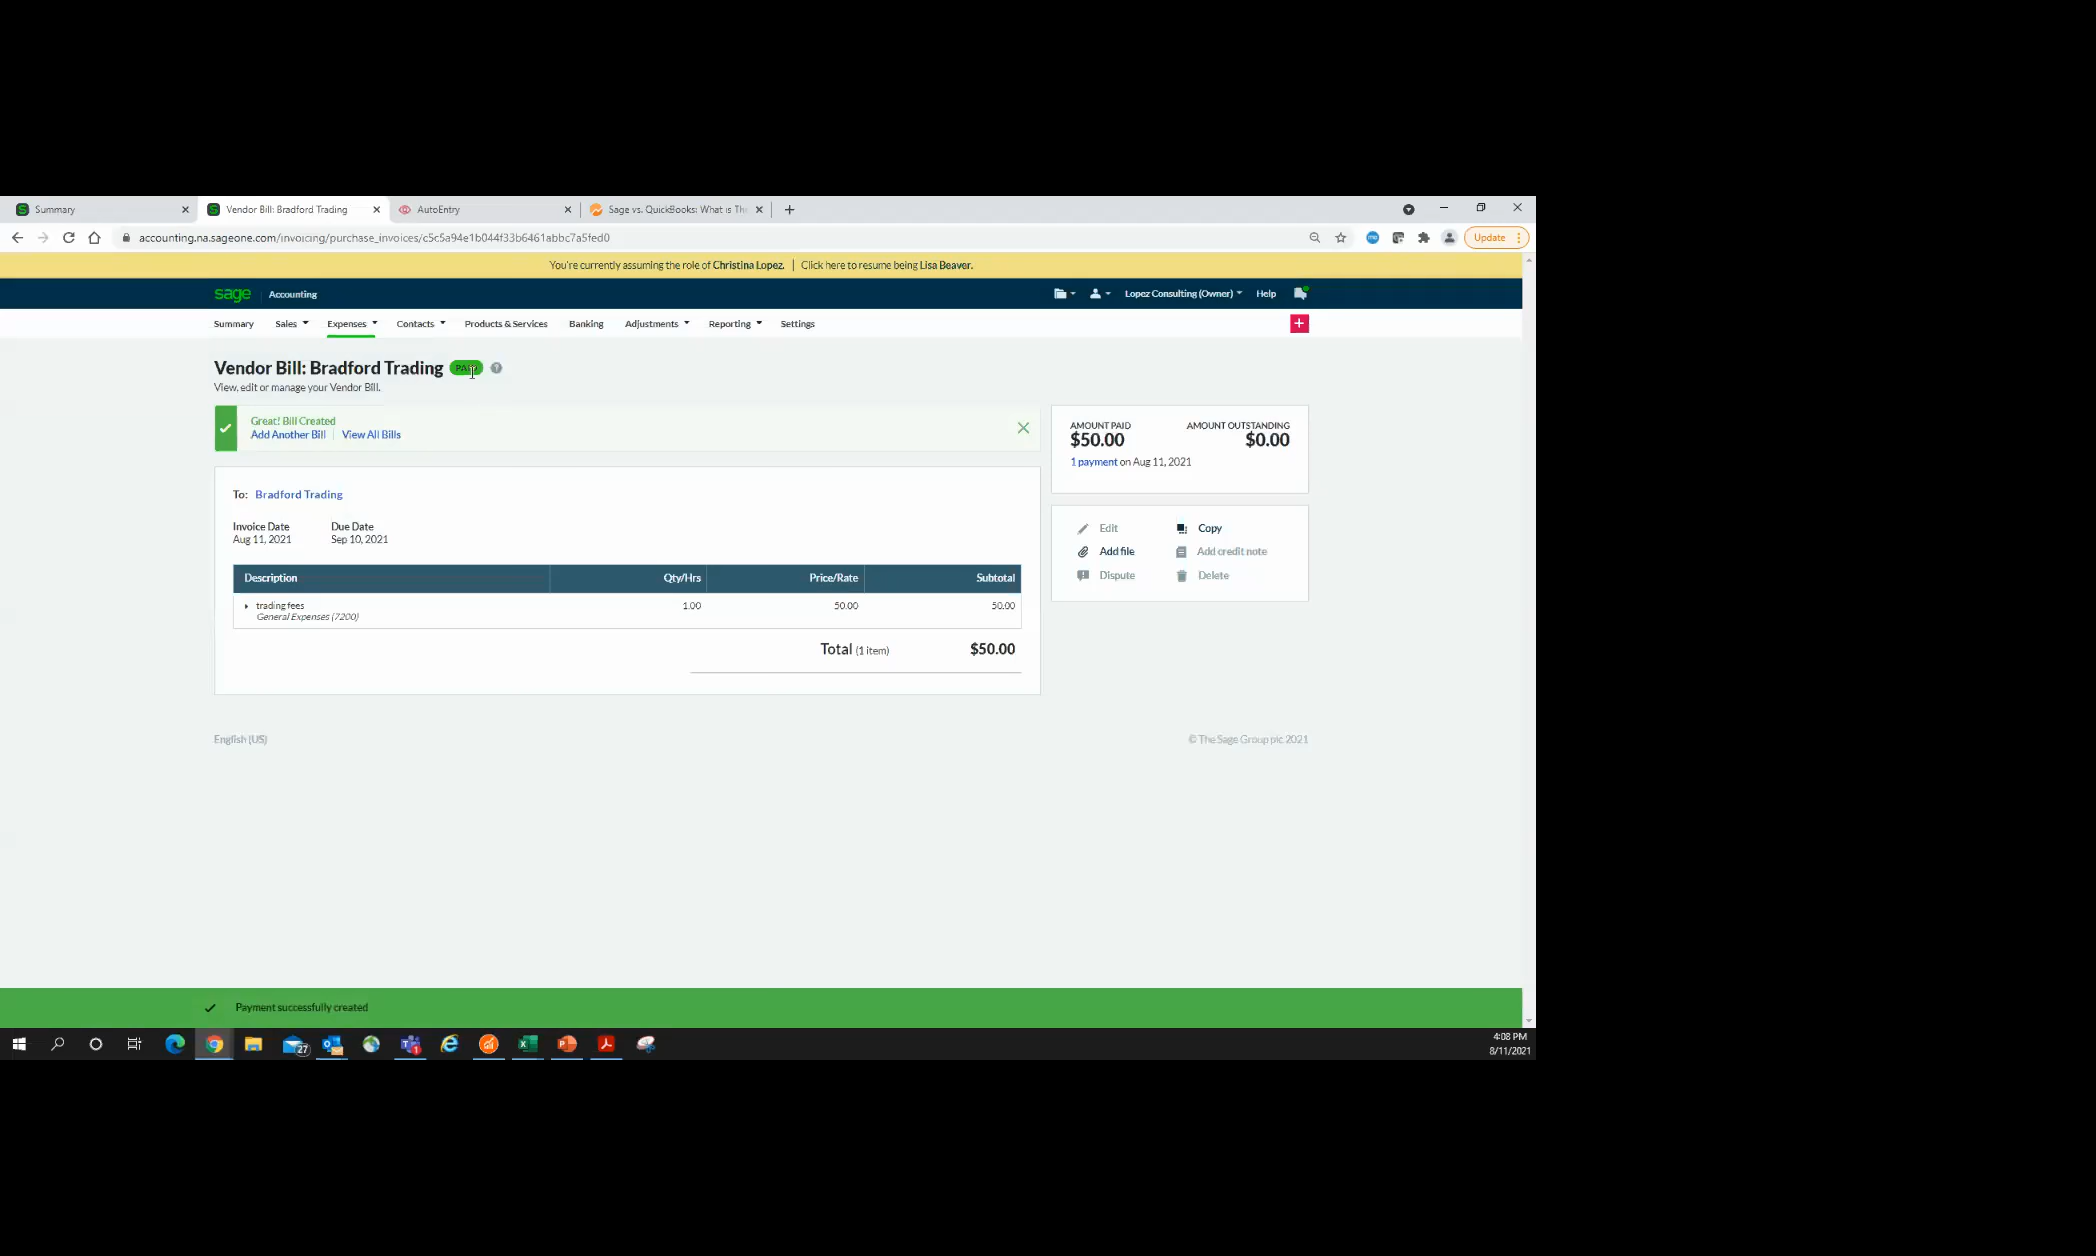 Summary
Vendor Bill: Bradford Trading
AutoEntry
Sage vs. QuickBooks: What is Th
accounting.na.sageone.com/invoicing/purchase_invoices/c5c5a94e1b044f33b6461abbc7a5fed0
Update
You're currently assuming the role of Christina Lopez. | Click here to resume being Lisa Beaver.
sage Accounting
Lopez Consulting (Owner) Help
Summary Sales Expenses Contacts Products & Services Banking Adjustments Reporting Settings
Vendor Bill: Bradford Trading
View, edit or manage your Vendor Bill.
Great! Bill Created
Add Another Bill | View All Bills
AMOUNT PAID AMOUNT OUTSTANDING
$50.00 $0.00
1 payment on Aug 11, 2021
To: Bradford Trading
Invoice Date Due Date
Aug 11, 2021 Sep 10, 2021
Edit Copy
Add file Add credit note
Dispute Delete
Description Qty/Hrs Price/Rate Subtotal
trading fees 1.00 50.00 50.00
General Expenses (7200)
Total (1 item) $50.00
English (US) © The Sage Group plc 2021
Payment successfully created
27
1
4:08 PM
8/11/2021